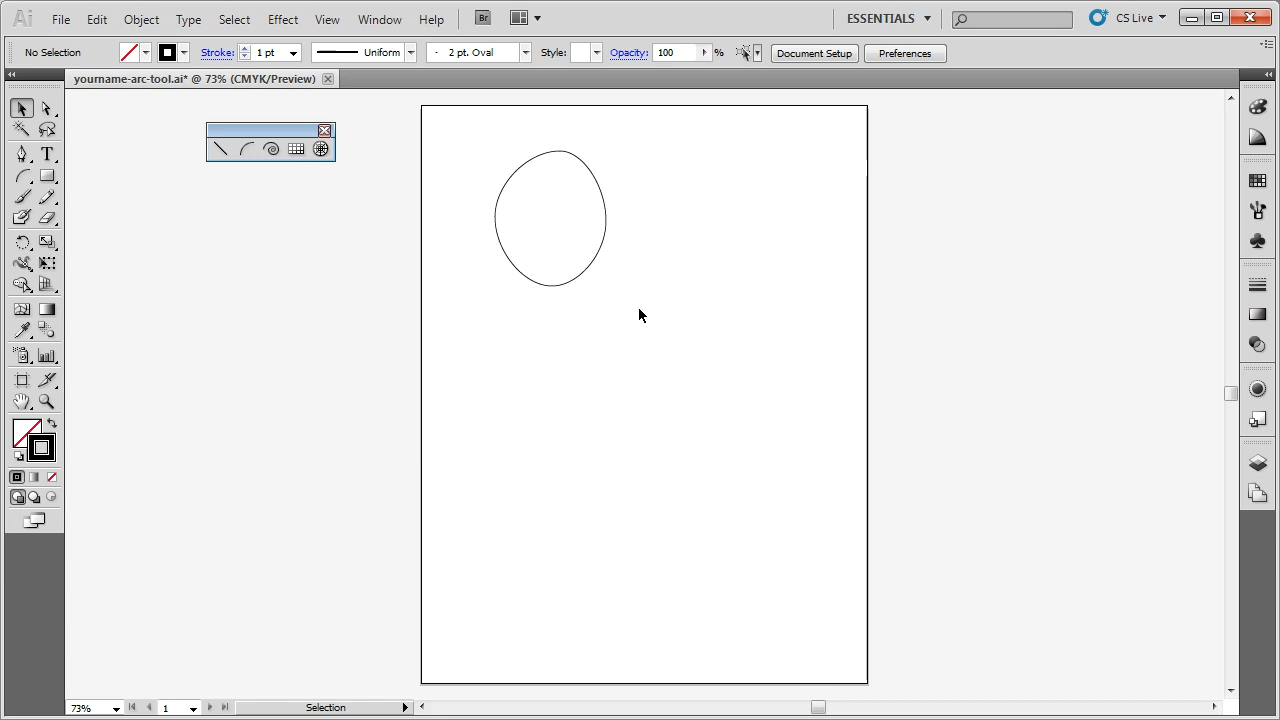 Ai File Edit Object Type Select Effect View Window Help Br ESSENTIALS CS Live
No Selection Stroke: 1 pt Uniform 2 pt. Oval Style: Opacity: 100 % Document Setup Preferences
yourname-arc-tool.ai* @ 73% (CMYK/Preview)
T
73% 1 Selection